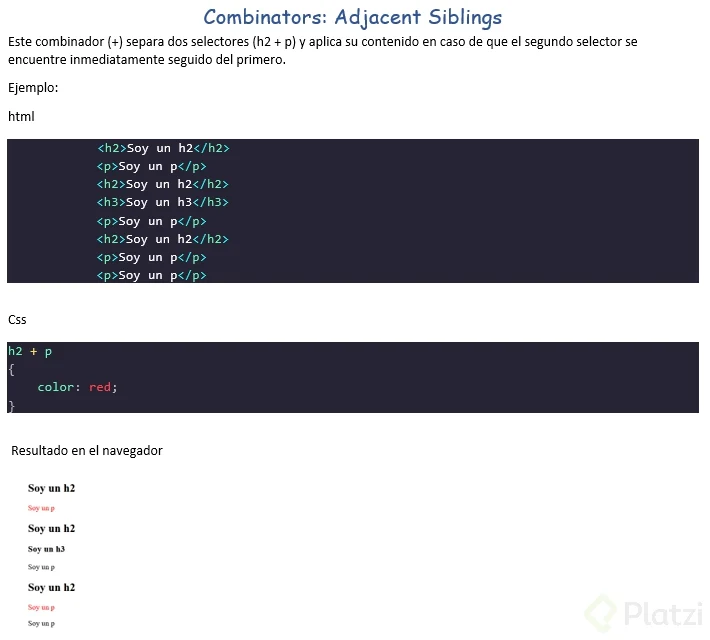 Combinators: Adjacent Siblings
Este combinador (+) separa dos selectores (h2 + p) y aplica su contenido en caso de que el segundo selector se
encuentre inmediatamente seguido del primero.
Ejemplo:
html
<h2>Soy un h2</h2>
<p>Soy un p</p>
<h2>Soy un h2</h2>
<h3>Soy un h3</h3>
<p>Soy un p</p>
<h2>Soy un h2</h2>
<p>Soy un p</p>
<p>Soy un p</p>
Css
h2 + p
{
color: red;
}
Resultado en el navegador
Soy un h2
Soy un p
Soy un h2
Soy un h3
Soy un p
Soy un h2
Soy un p
Soy un p
Platzi